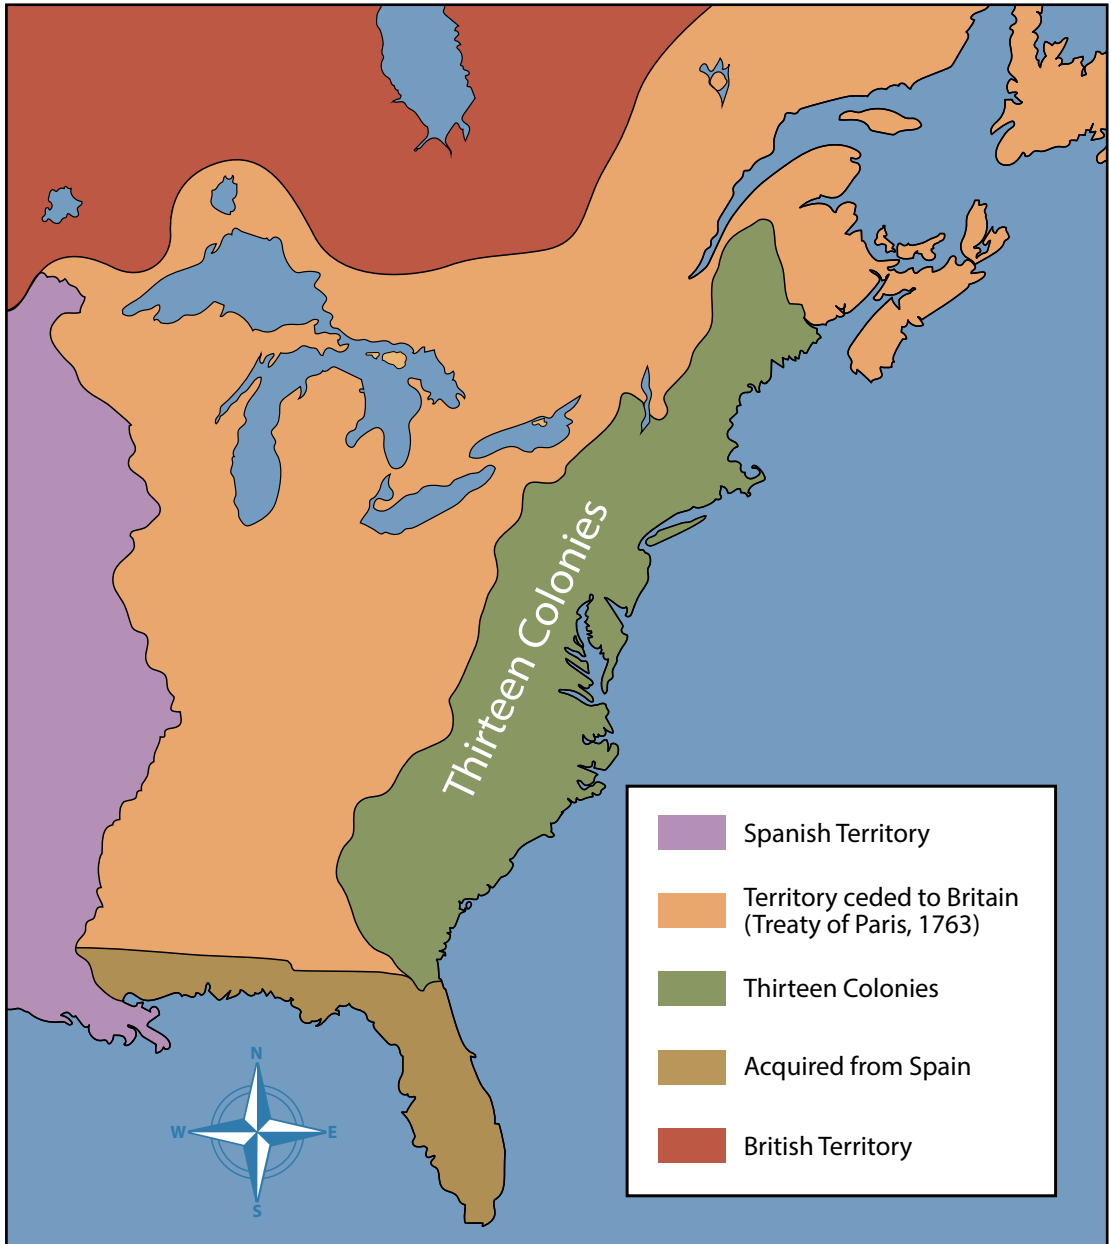 Thirteen Colonies
Spanish Territory
Territory ceded to Britain
(Treaty of Paris, 1763)
Thirteen Colonies
Acquired from Spain
British Territory
N
W
E
S